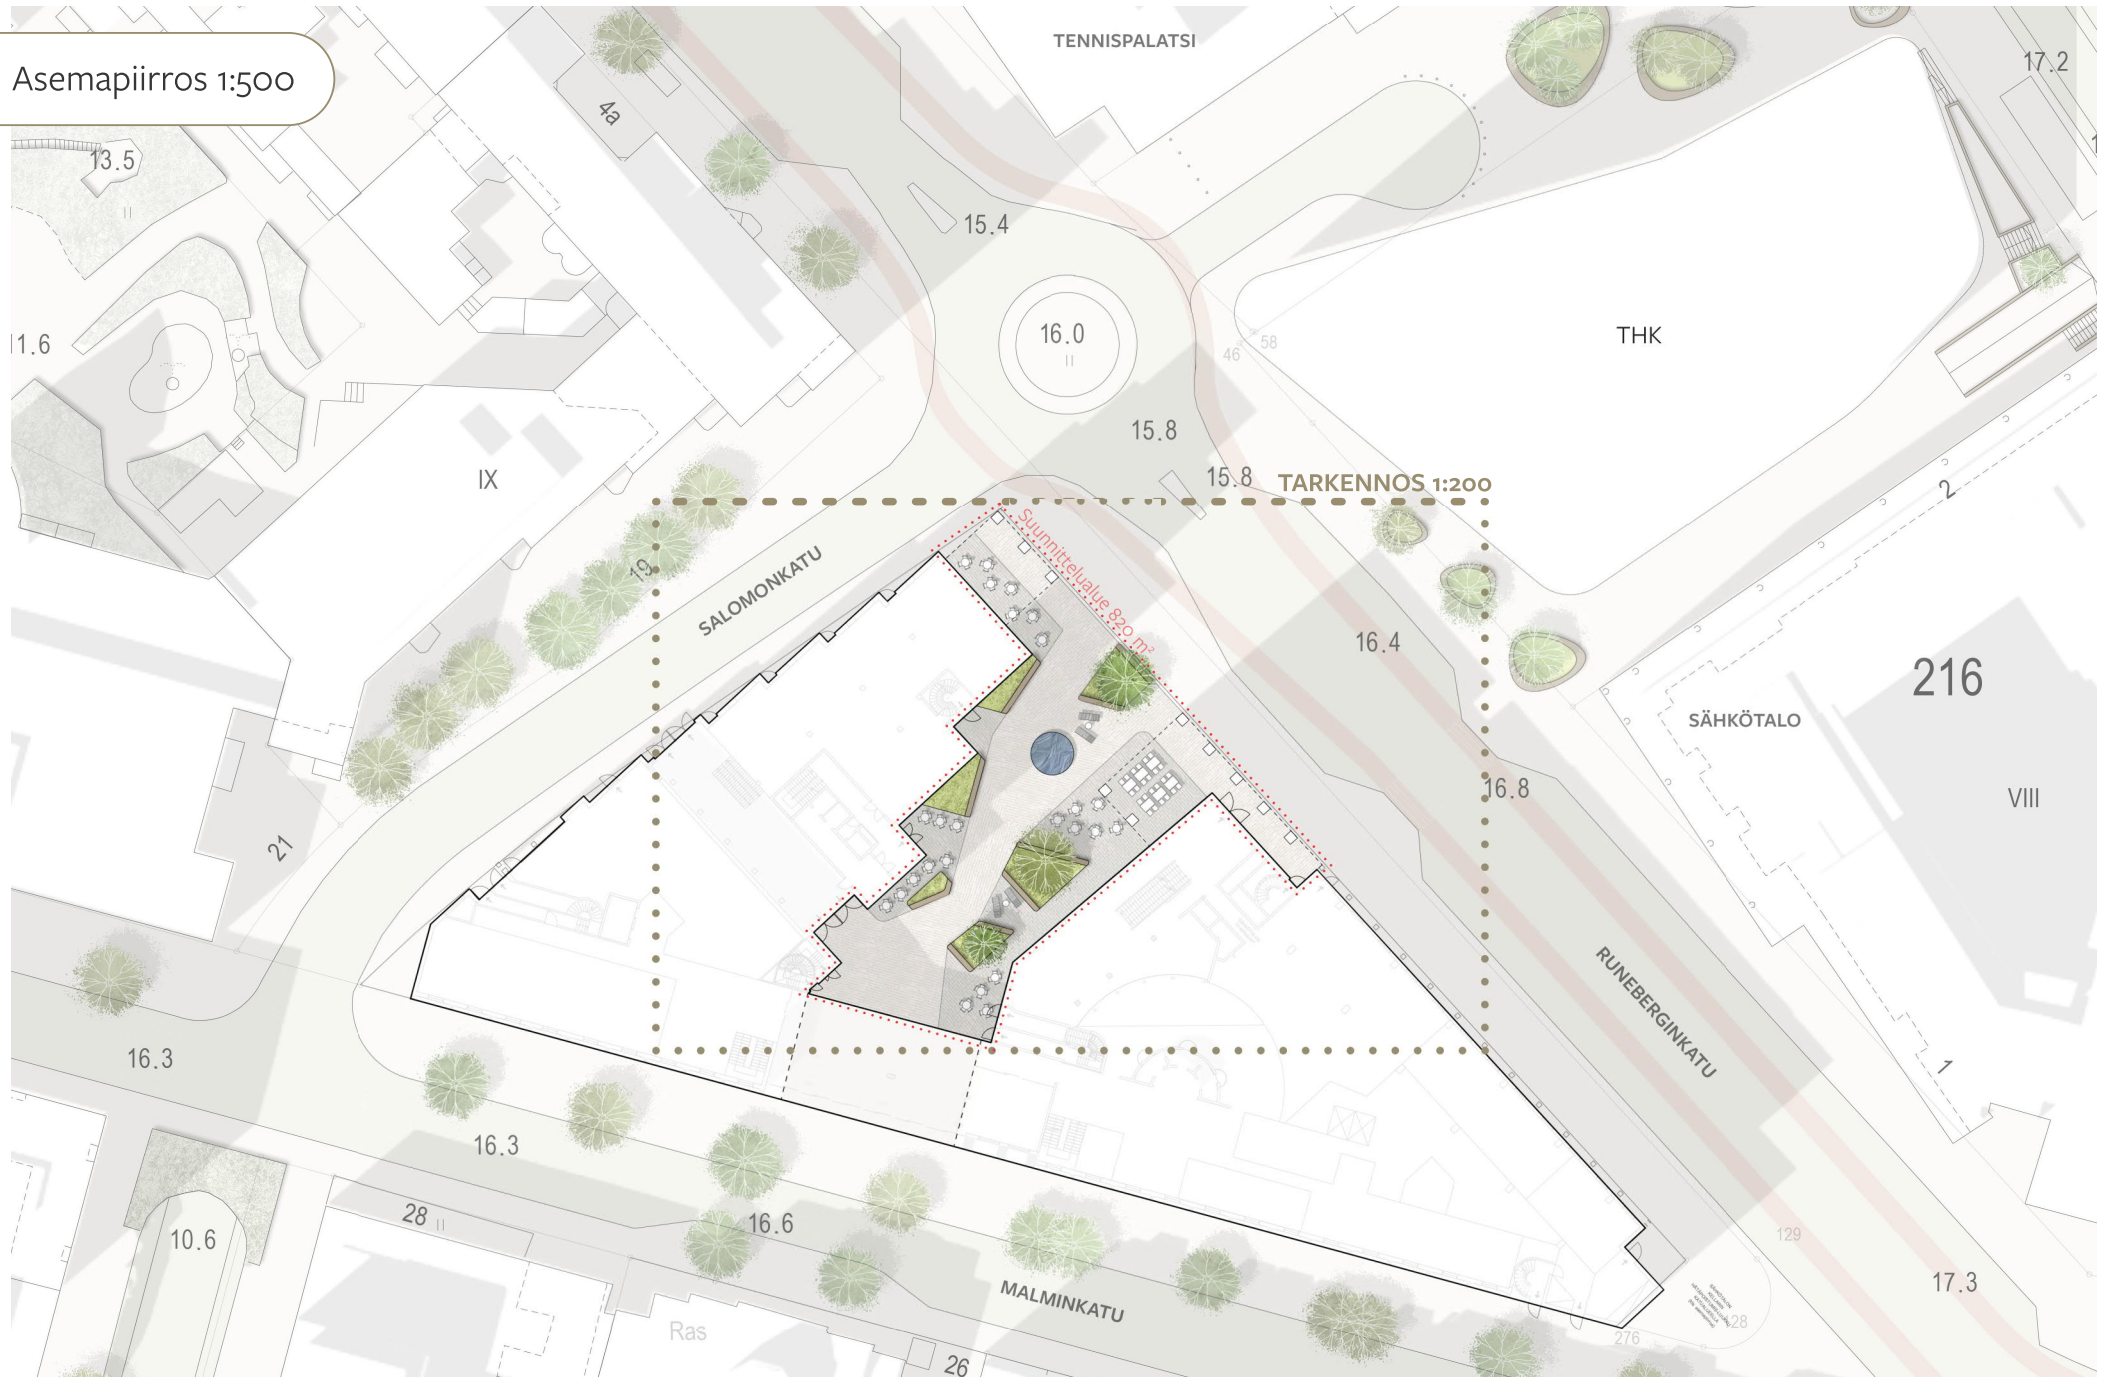 TENNISPALATSI
17.2
Asemapiirros 1:500
4a
13.5
15.4
16.0
11.6
THK
46
58
15.8
IX
15.8
TARKENNOS 1:200
2
Suunnittelualue 820 m²
19
SALOMONKATU
16.4
216
SÄHKÖTALO
16.8
VIII
21
RUNEBERGINKATU
16.3
1
16.3
28
16.6
10.6
129
17.3
MALMINKATU
Ras
28
276
26